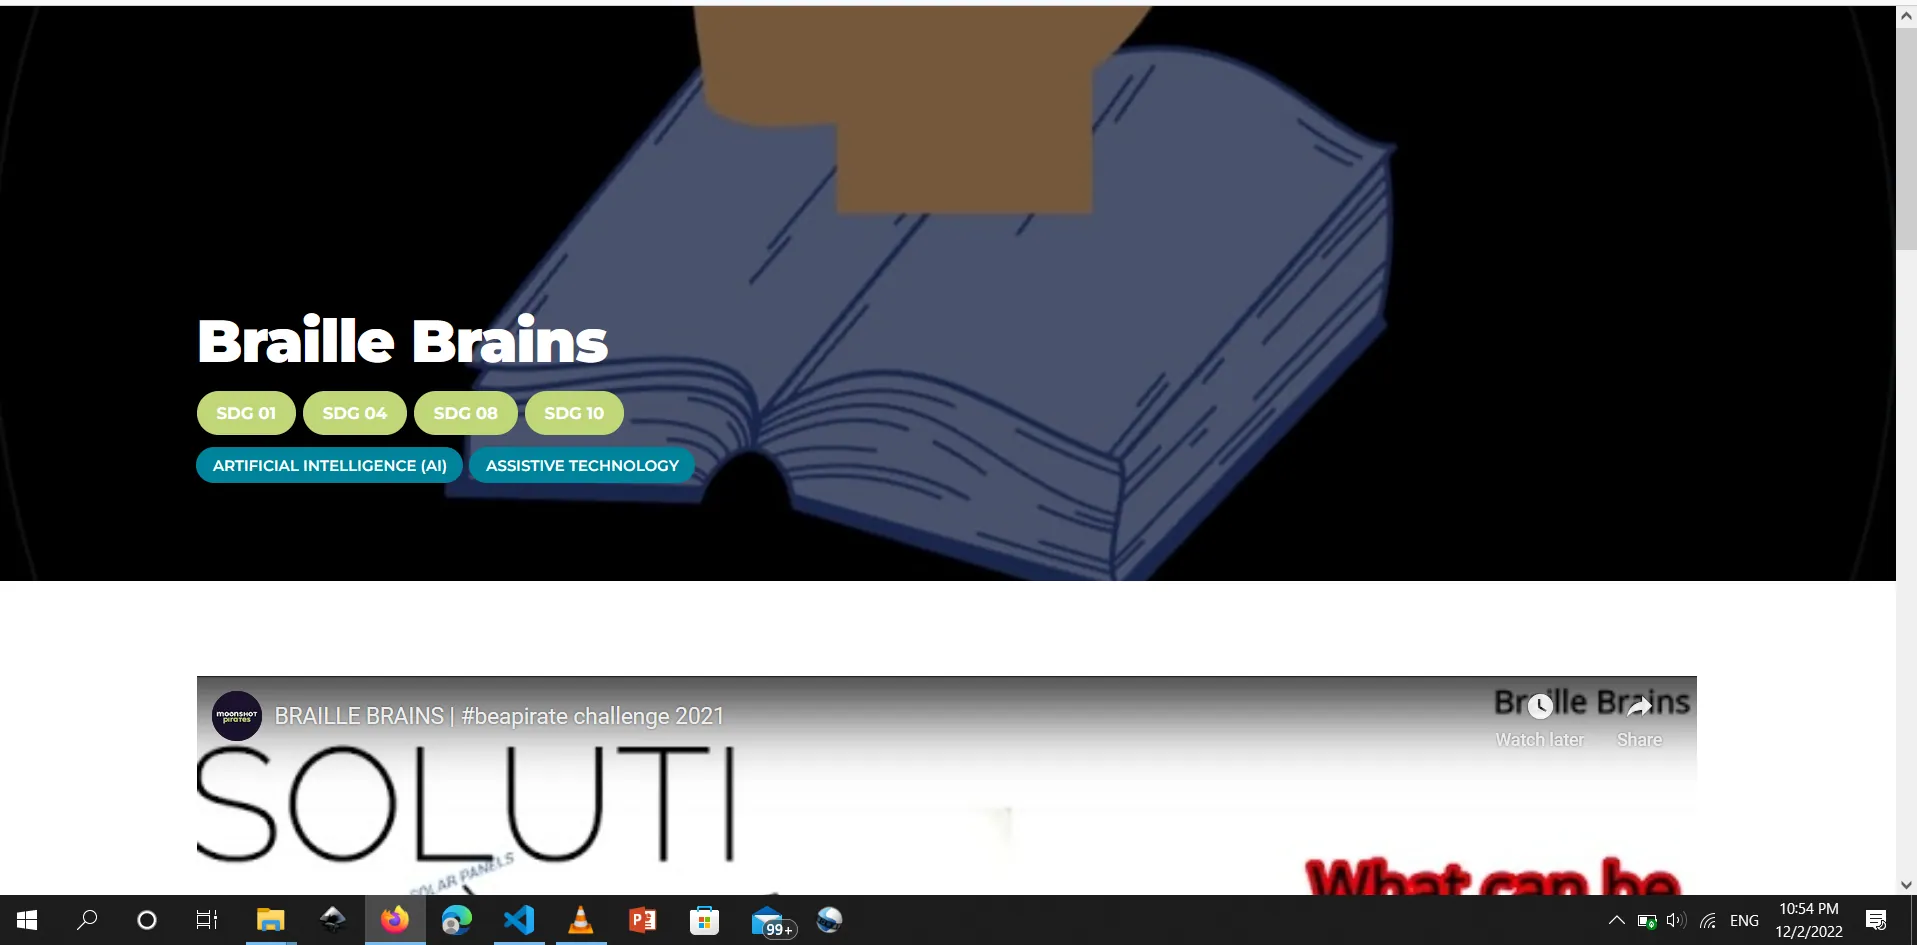 Braille Brains
SDG 01 SDG 04 SDG 08 SDG 10
ARTIFICIAL INTELLIGENCE (AI) ASSISTIVE TECHNOLOGY
MOONSHOT
pirates
BRAILLE BRAINS | #beapirate challenge 2021
Braille Brains
Watch later Share
SOLUTI
SOLAR PANELS
What can be
99+
ENG
10:54 PM
12/2/2022